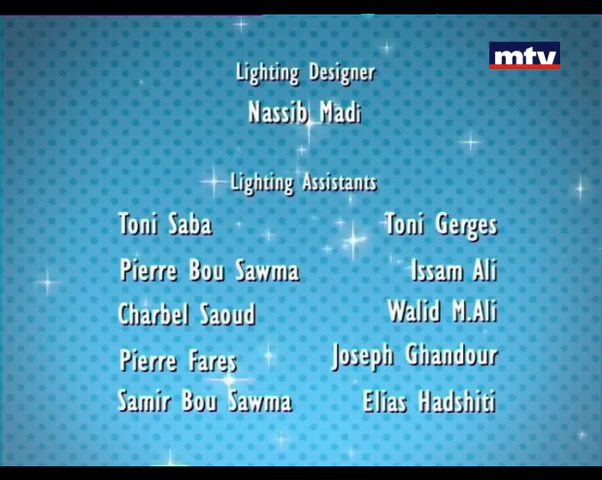 mtv
Lighting Designer
Nassib Madi
Lighting Assistants
Toni Saba Toni Gerges
Pierre Bou Sawma Issam Ali
Charbel Saoud Walid M.Ali
Pierre Fares Joseph Ghandour
Samir Bou Sawma Elias Hadshiti